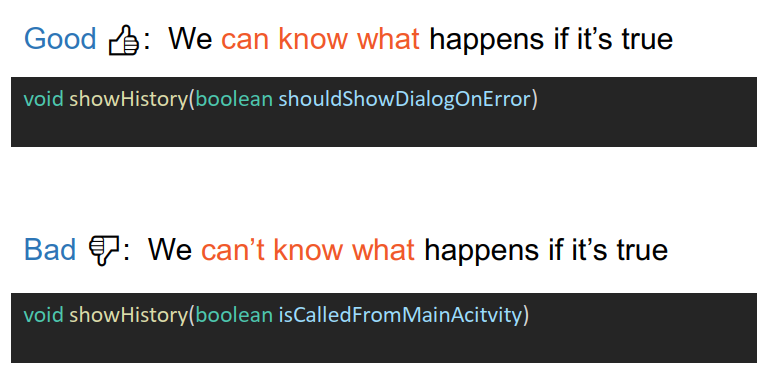 Good 👍: We can know what happens if it’s true
void showHistory(boolean shouldShowDialogOnError)
Bad 👎: We can’t know what happens if it’s true
void showHistory(boolean isCalledFromMainAcitvity)